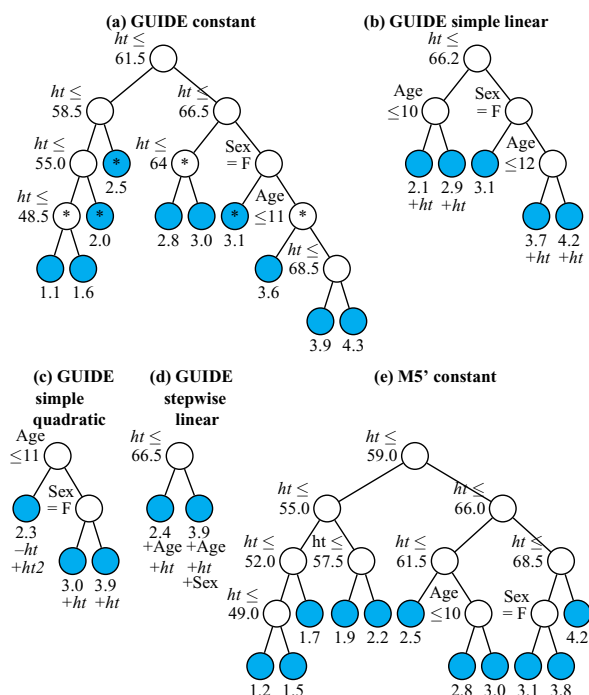 (a) GUIDE constant
ht ≤
61.5
ht ≤
58.5
ht ≤
66.5
ht ≤
55.0
*
2.5
ht ≤
64
*
Sex
= F
ht ≤
48.5
*
*
2.0
2.8
3.0
*
3.1
Age
≤11
*
1.1
1.6
3.6
ht ≤
68.5
3.9
4.3
(b) GUIDE simple linear
ht ≤
66.2
Age
≤10
Sex
= F
2.1
+ht
2.9
+ht
3.1
Age
≤12
3.7
+ht
4.2
+ht
(c) GUIDE
simple
quadratic
Age
≤11
2.3
–ht
+ht2
Sex
= F
3.0
+ht
3.9
+ht
(d) GUIDE
stepwise
linear
ht ≤
66.5
2.4
+Age
+ht
3.9
+Age
+ht
+Sex
(e) M5' constant
ht ≤
59.0
ht ≤
55.0
ht ≤
66.0
ht ≤
52.0
ht ≤
57.5
ht ≤
61.5
ht ≤
68.5
ht ≤
49.0
1.7
1.9
2.2
2.5
Age
≤10
Sex
= F
4.2
1.2
1.5
2.8
3.0
3.1
3.8